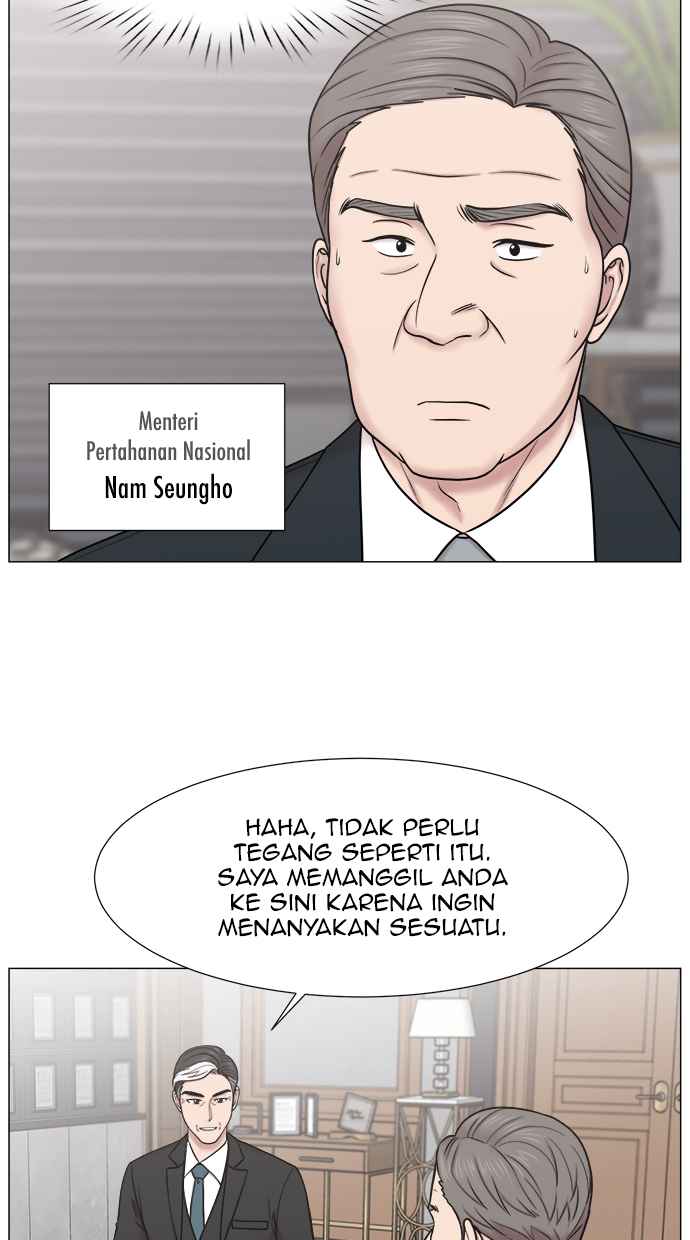 Menteri
Pertahanan Nasional
Nam Seungho
HAHA, TIDAK PERLU
TEGANG SEPERTI ITU.
SAYA MEMANGGIL ANDA
KE SINI KARENA INGIN
MENANYAKAN SESUATU.